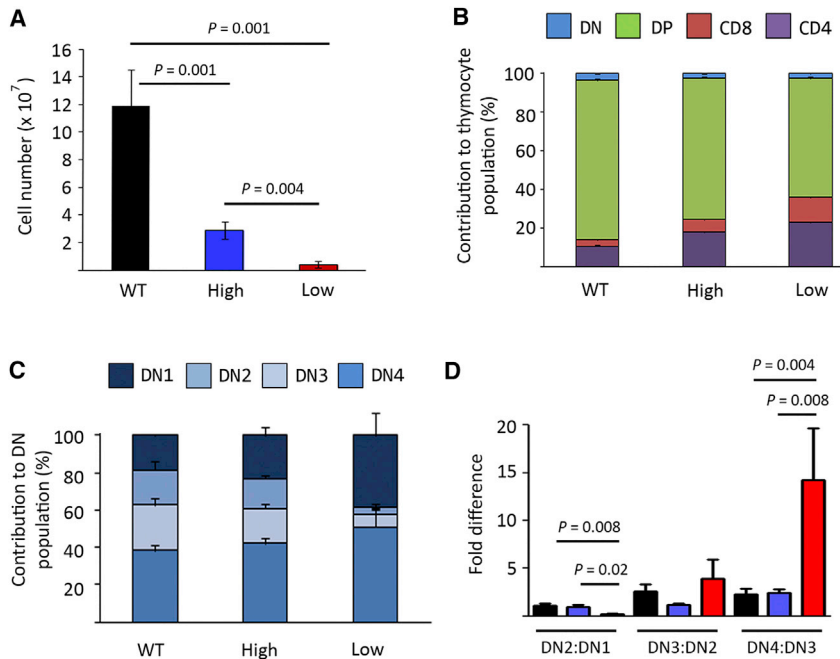 A
P = 0.001
P = 0.001
P = 0.004
Cell number (x 10⁷)
16
14
12
10
8
6
4
2
WT High Low
B
DN DP CD8 CD4
Contribution to thymocyte
population (%)
100
80
60
40
20
WT High Low
C
DN1 DN2 DN3 DN4
Contribution to DN
population (%)
100
80
60
40
20
WT High Low
D
P = 0.004
P = 0.008
P = 0.008
P = 0.02
Fold difference
20
15
10
5
DN2:DN1 DN3:DN2 DN4:DN3